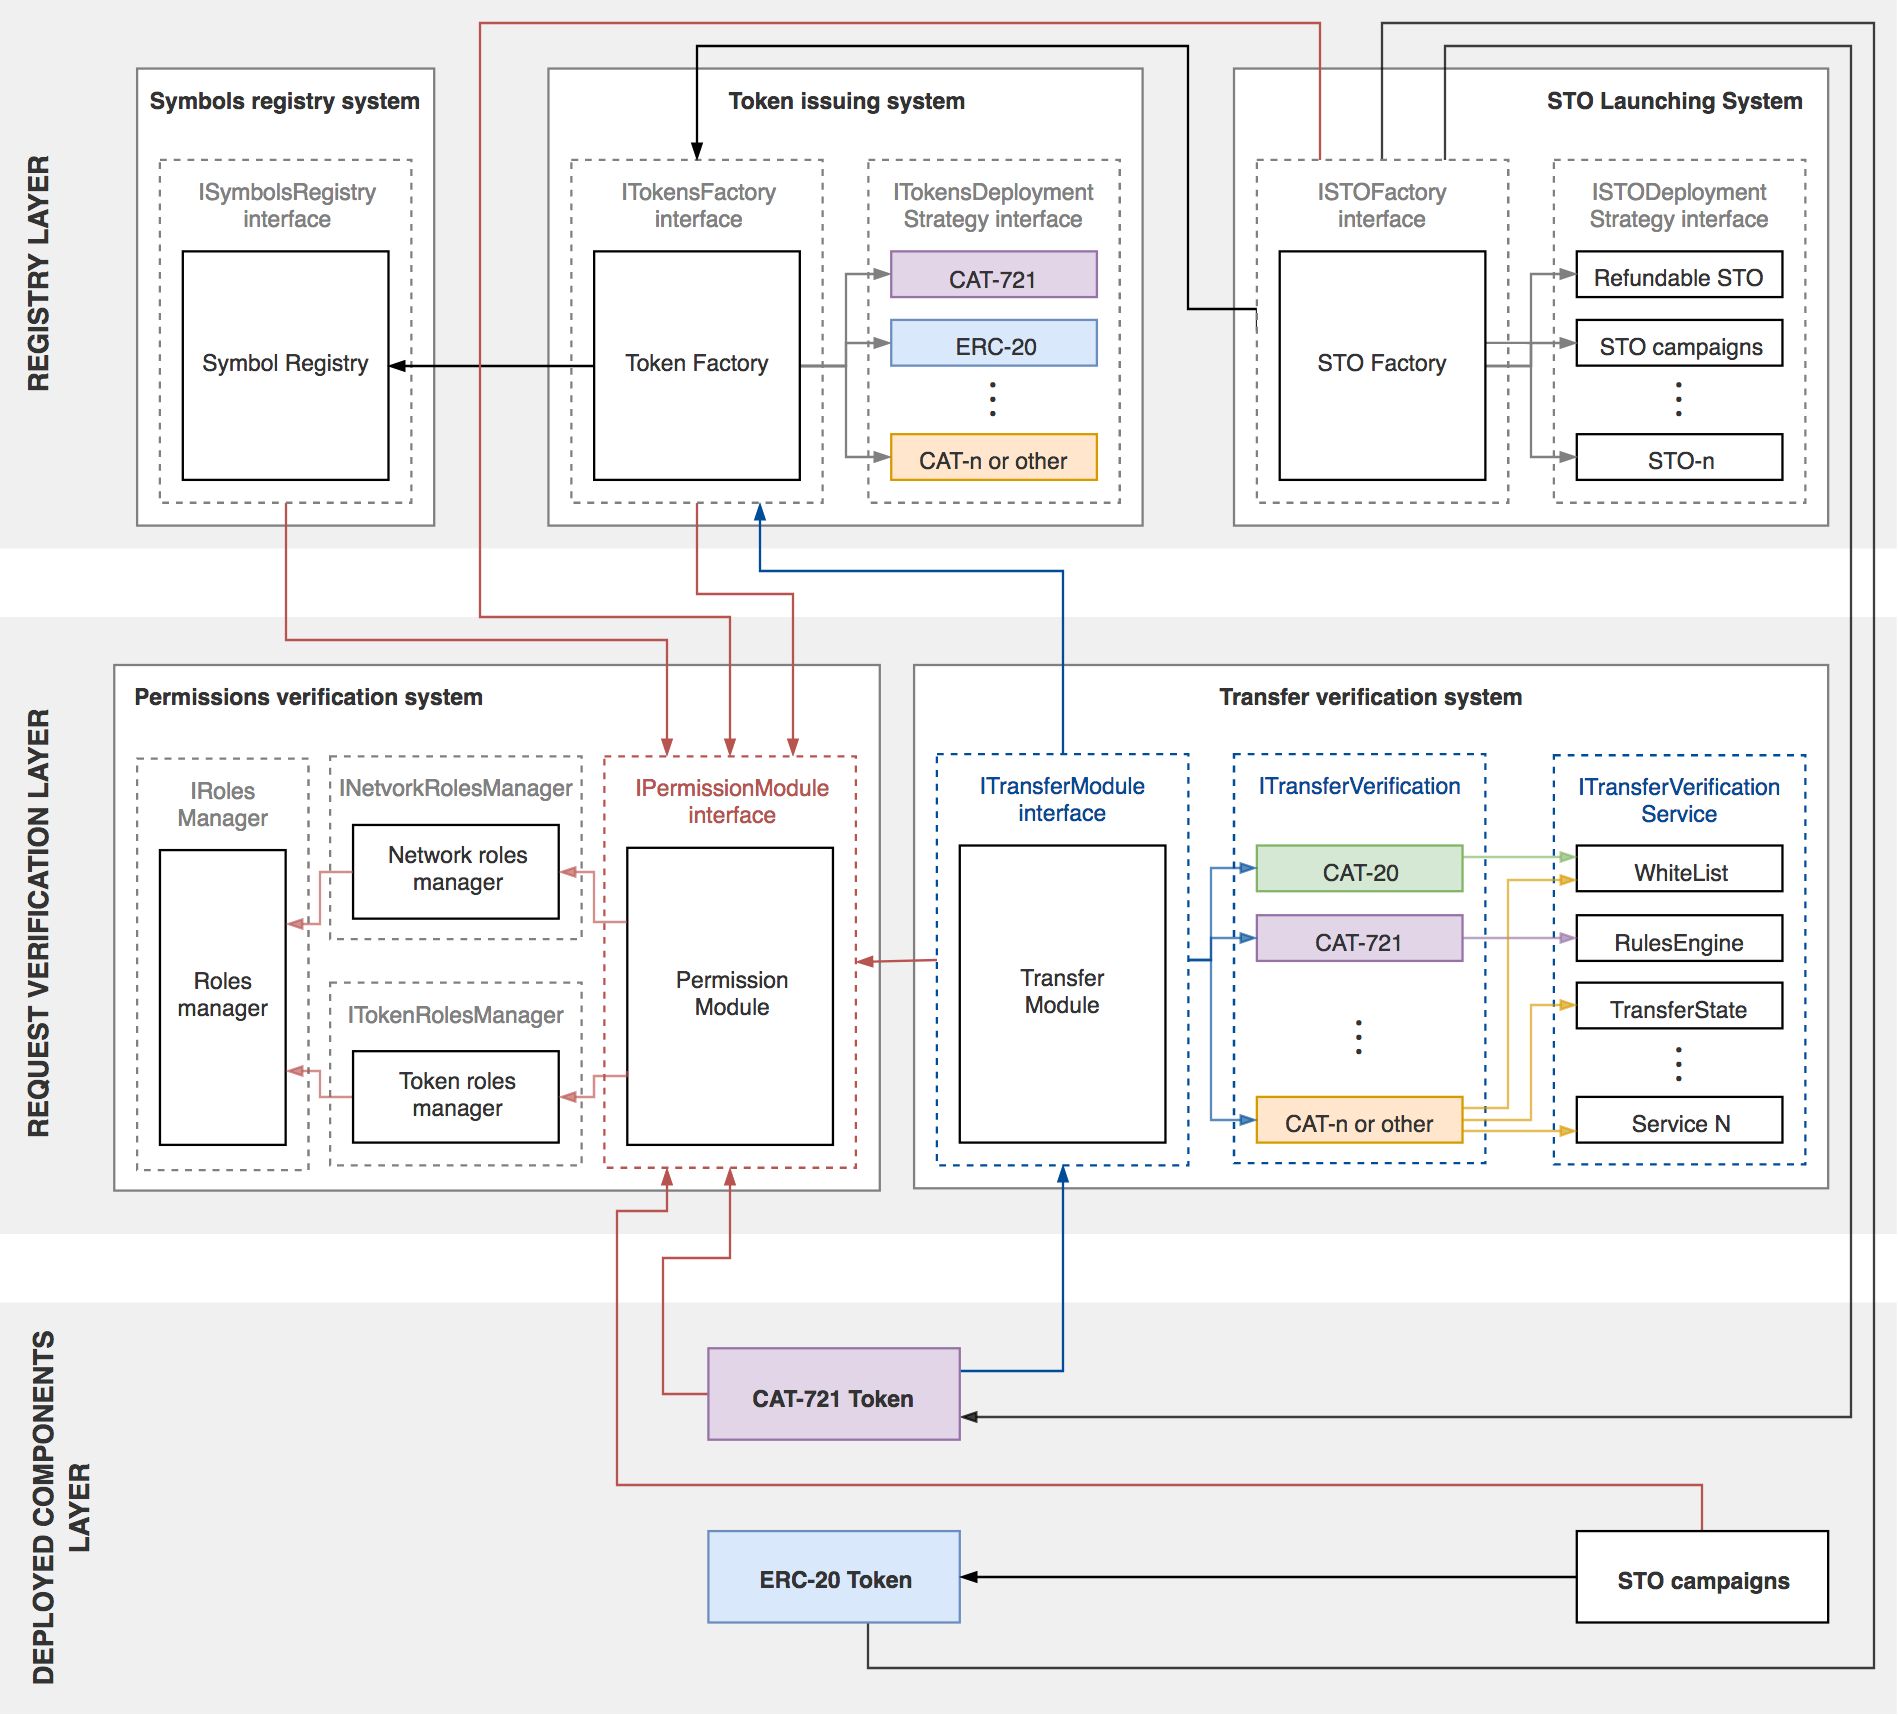 REGISTRY LAYER
Symbols registry system
ISymbolsRegistry
interface
Symbol Registry
Token issuing system
ITokensFactory
interface
Token Factory
ITokensDeployment
Strategy interface
CAT-721
ERC-20
CAT-n or other
STO Launching System
ISTOFactory
interface
STO Factory
ISTODeployment
Strategy interface
Refundable STO
STO campaigns
STO-n
REQUEST VERIFICATION LAYER
Permissions verification system
IRoles
Manager
Roles
manager
INetworkRolesManager
Network roles
manager
ITokenRolesManager
Token roles
manager
IPermissionModule
interface
Permission
Module
Transfer verification system
ITransferModule
interface
Transfer
Module
ITransferVerification
CAT-20
CAT-721
CAT-n or other
ITransferVerification
Service
WhiteList
RulesEngine
TransferState
Service N
DEPLOYED COMPONENTS
LAYER
CAT-721 Token
ERC-20 Token
STO campaigns